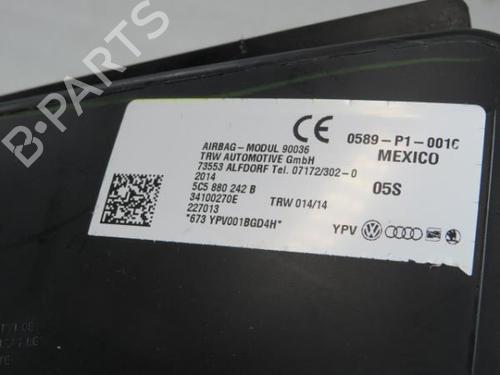 B-PARTS
CE 0589-P1-001
AIRBAG-MODUL 90036 MEXICO
TRW AUTOMOTIVE GmbH
73553 ALFDORF Tel. 07172/302-0
2014 05S
5C5 880 242 B
34100270E TRW 014/14
227013
*673 YPV001BGD4H* YPV